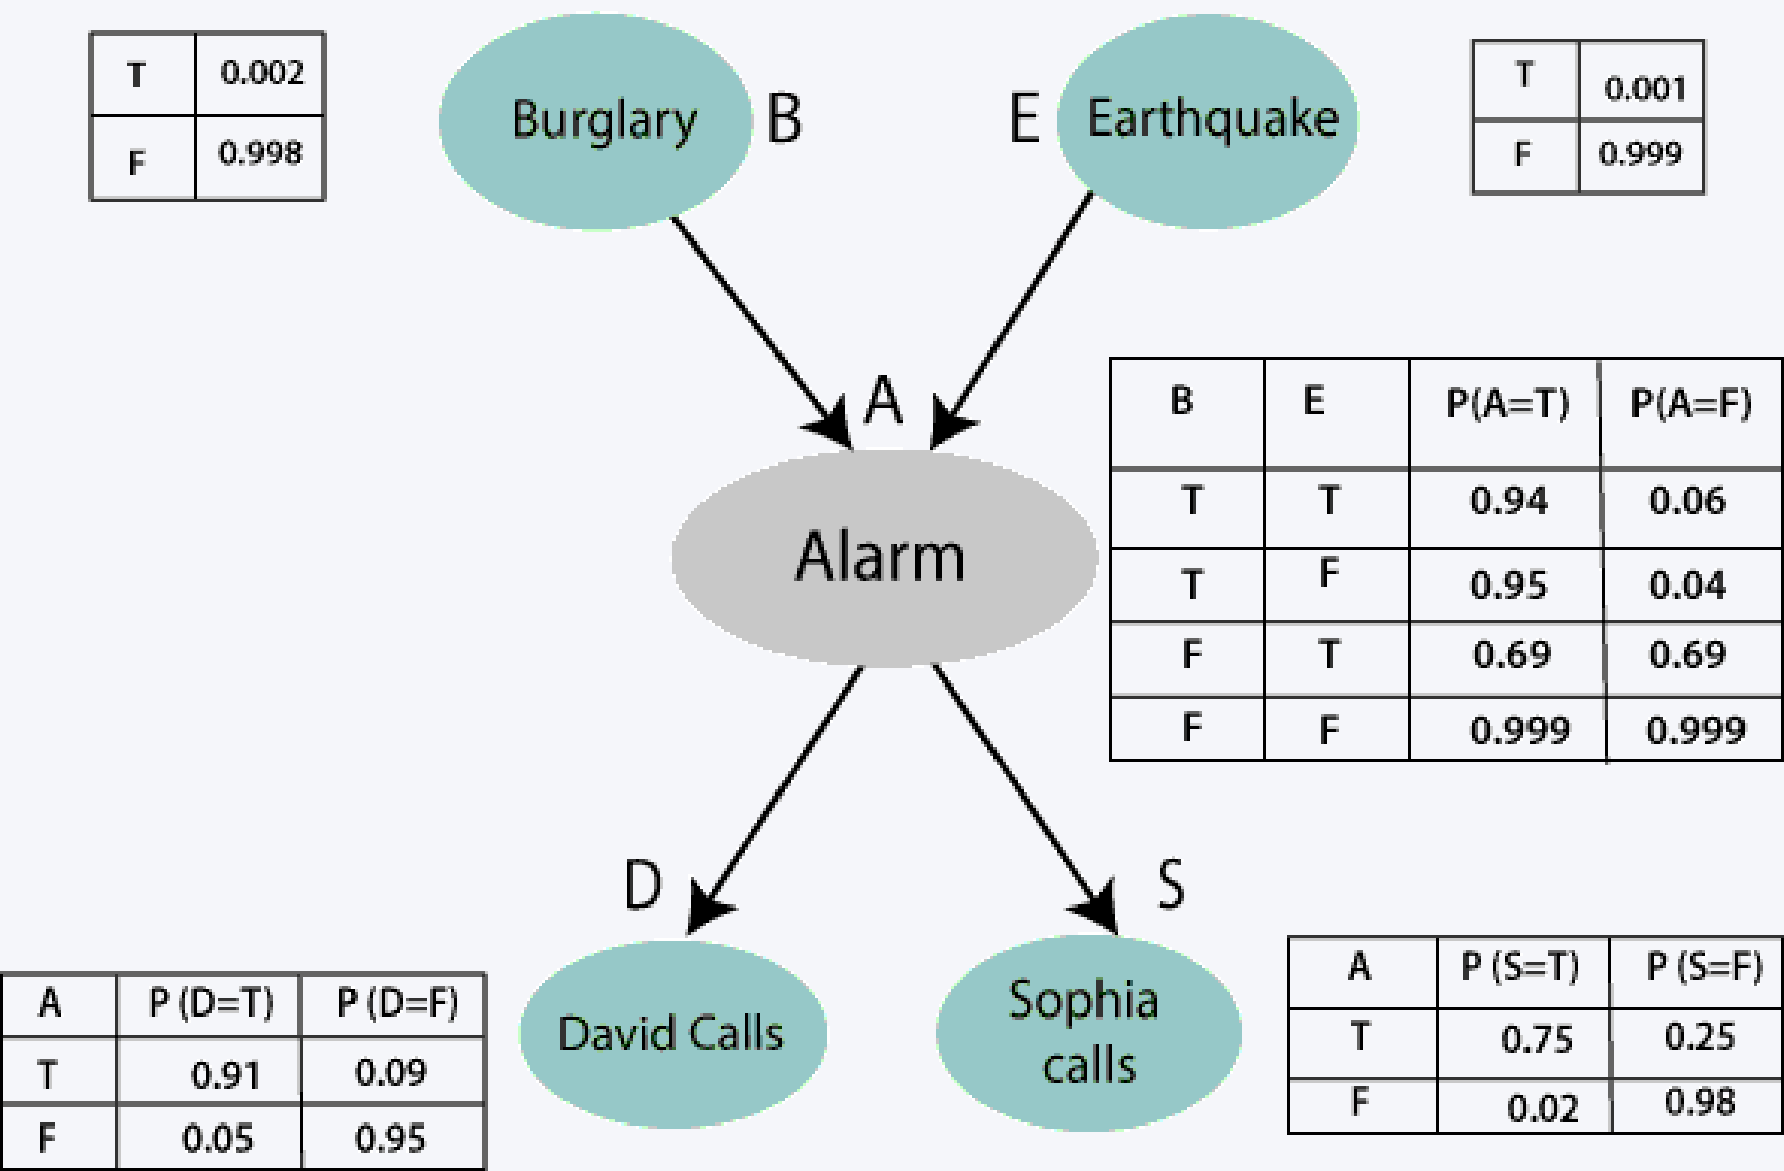 T 0.002
F 0.998
Burglary B
E Earthquake
T 0.001
F 0.999
A
B E P(A=T) P(A=F)
T T 0.94 0.06
T F 0.95 0.04
F T 0.69 0.69
F F 0.999 0.999
Alarm
D
S
A P (D=T) P (D=F)
T 0.91 0.09
F 0.05 0.95
David Calls
Sophia
calls
A P (S=T) P (S=F)
T 0.75 0.25
F 0.02 0.98